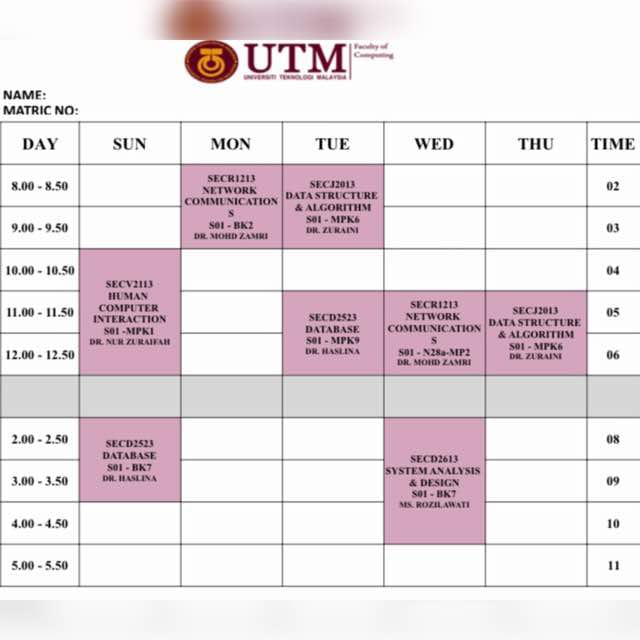 UTM
Faculty of
Computing
UNIVERSITI TEKNOLOGI MALAYSIA
NAME:
MATRIC NO:
DAY SUN MON TUE WED THU TIME
8.00 - 8.50
SECR1213
NETWORK
COMMUNICATION
S
S01 - BK2
DR. MOHD ZAMRI
SECJ2013
DATA STRUCTURE
& ALGORITHM
S01 - MPK6
DR. ZURAINI
02
9.00 - 9.50
03
10.00 - 10.50
SECV2113
HUMAN
COMPUTER
INTERACTION
S01 -MPK1
DR. NUR ZURAIFAH
04
11.00 - 11.50
SECD2523
DATABASE
S01 - MPK9
DR. HASLINA
SECR1213
NETWORK
COMMUNICATION
S
S01 - N28a-MP2
DR. MOHD ZAMRI
SECJ2013
DATA STRUCTURE
& ALGORITHM
S01 - MPK6
DR. ZURAINI
05
12.00 - 12.50
06
2.00 - 2.50
SECD2523
DATABASE
S01 - BK7
DR. HASLINA
SECD2613
SYSTEM ANALYSIS
& DESIGN
S01 - BK7
MS. ROZILAWATI
08
3.00 - 3.50
09
4.00 - 4.50
10
5.00 - 5.50
11